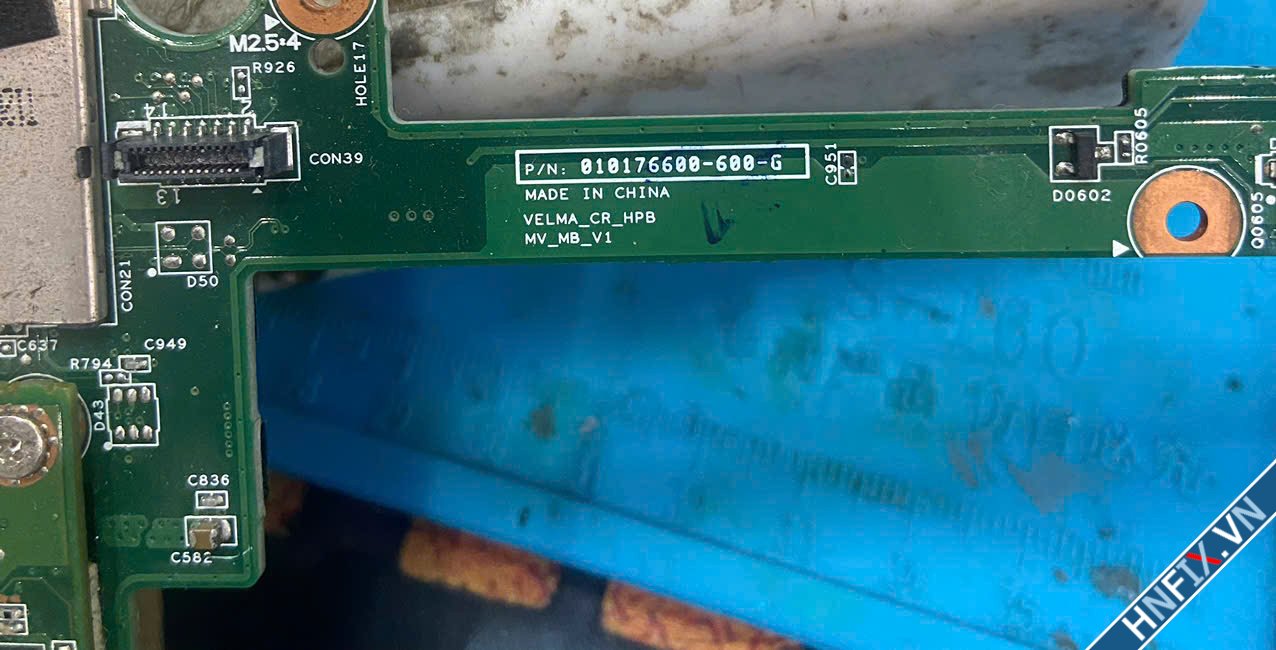 M2.5*4
R926
HOLE17
14
2
CON39
13
P/N: 010176600-600-G
MADE IN CHINA
VELMA_CR_HPB
MV_MB_V1
C951
R0605
D0602
Q0605
D50
CON21
C637
C949
R794
D43
C836
C582
HNFIX.VN